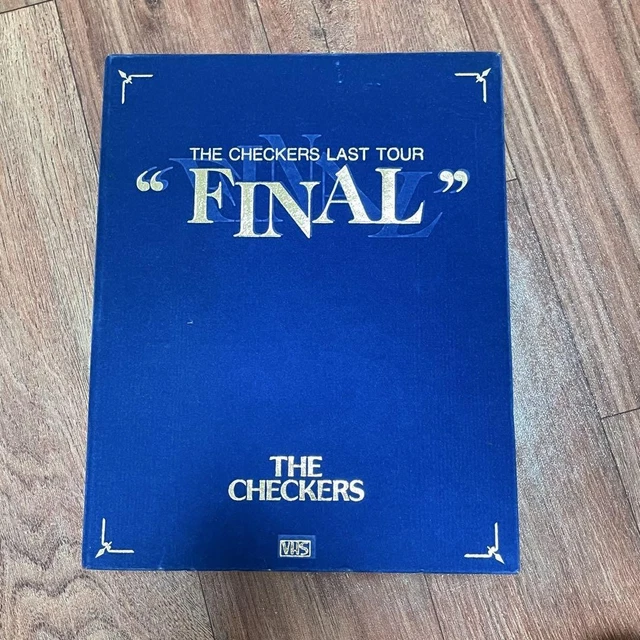 THE CHECKERS LAST TOUR
“FINAL”
THE
CHECKERS
VHS